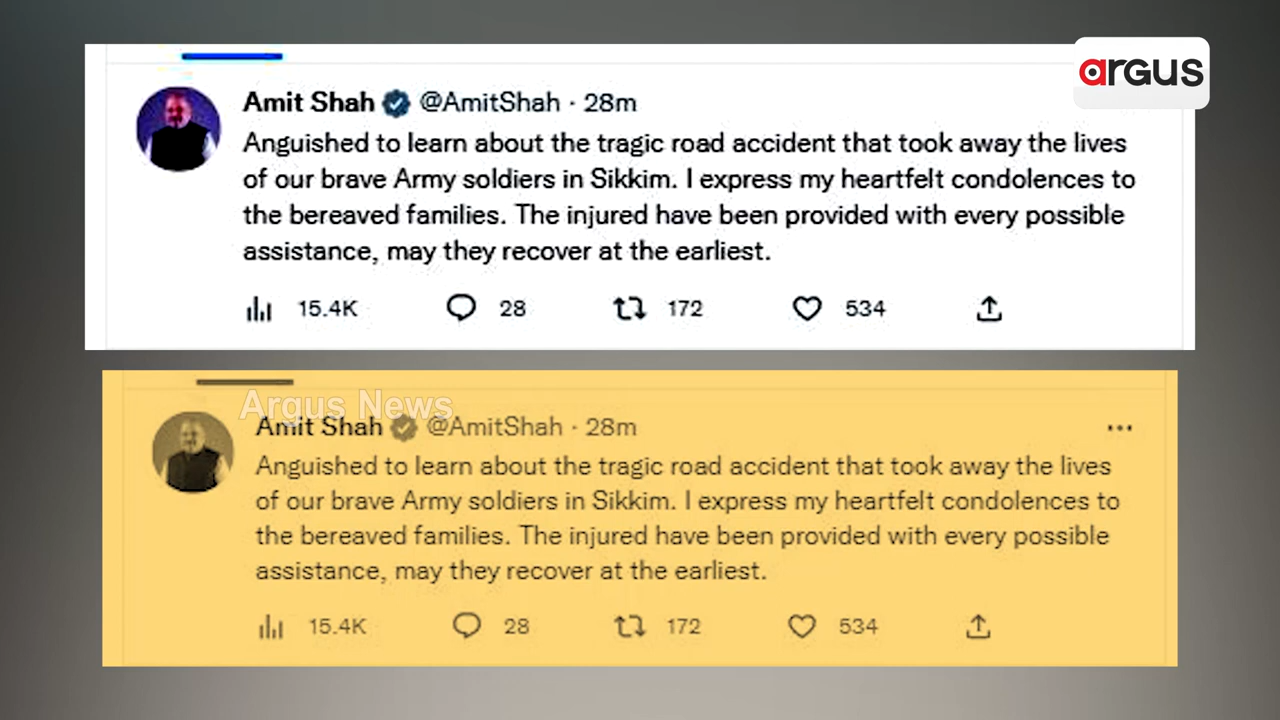 argus
Amit Shah @AmitShah · 28m
Anguished to learn about the tragic road accident that took away the lives
of our brave Army soldiers in Sikkim. I express my heartfelt condolences to
the bereaved families. The injured have been provided with every possible
assistance, may they recover at the earliest.
15.4K 28 172 534
Argus News
Amit Shah @AmitShah · 28m
Anguished to learn about the tragic road accident that took away the lives
of our brave Army soldiers in Sikkim. I express my heartfelt condolences to
the bereaved families. The injured have been provided with every possible
assistance, may they recover at the earliest.
15.4K 28 172 534